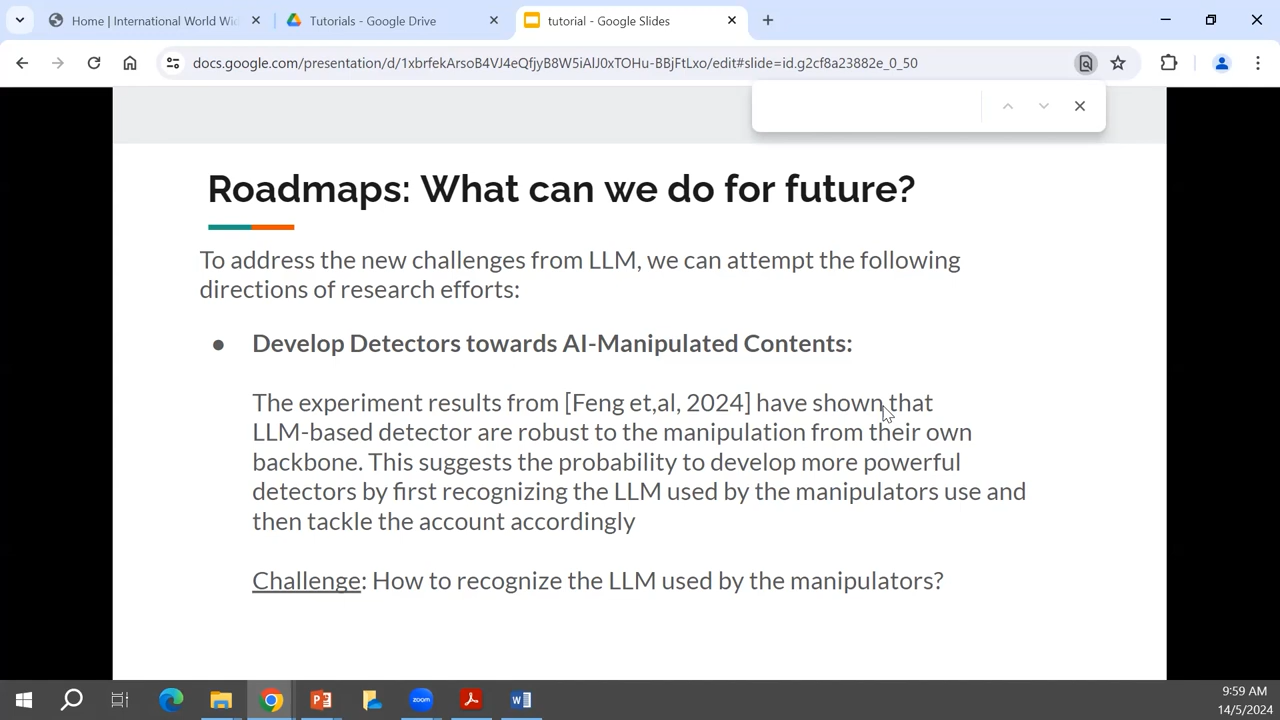 Home | International World Wid
Tutorials - Google Drive
tutorial - Google Slides
docs.google.com/presentation/d/1xbrfekArsoB4VJ4eQfjyB8W5iAIJ0xTOHu-BBjFtLxo/edit#slide=id.g2cf8a23882e_0_50
Roadmaps: What can we do for future?
To address the new challenges from LLM, we can attempt the following
directions of research efforts:
● Develop Detectors towards AI-Manipulated Contents:
The experiment results from [Feng et,al, 2024] have shown that
LLM-based detector are robust to the manipulation from their own
backbone. This suggests the probability to develop more powerful
detectors by first recognizing the LLM used by the manipulators use and
then tackle the account accordingly
Challenge: How to recognize the LLM used by the manipulators?
zoom
9:59 AM
14/5/2024